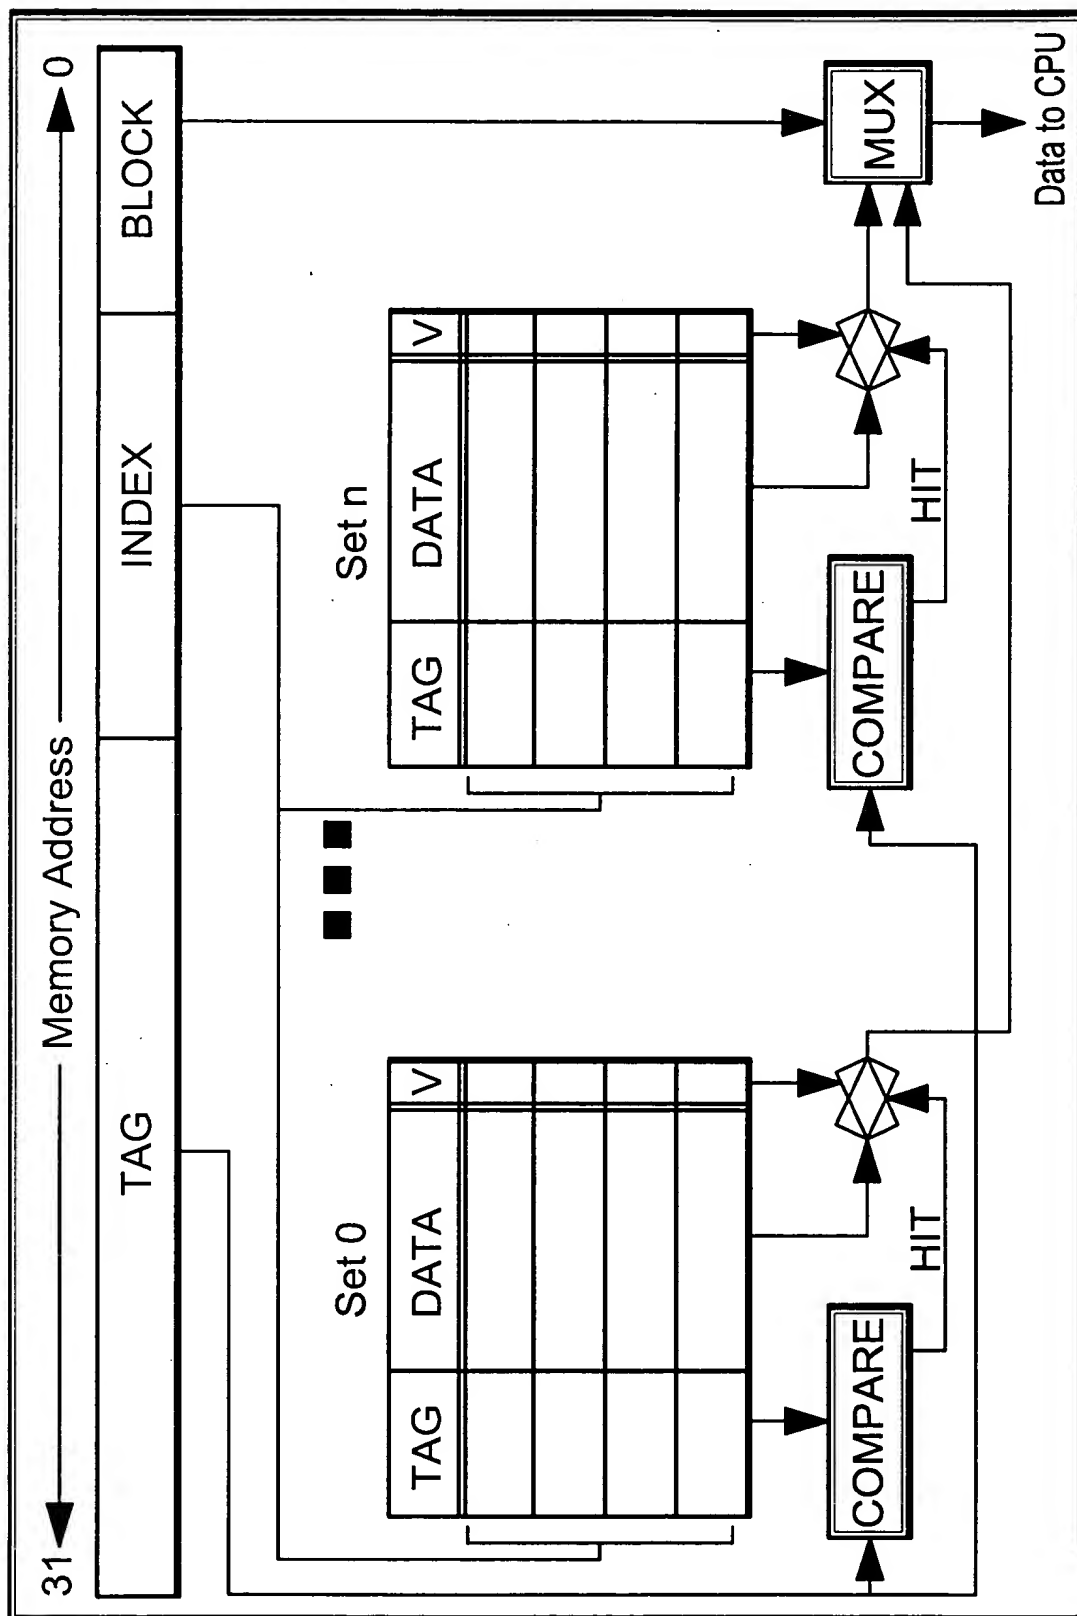 31 Memory Address 0
TAG INDEX BLOCK
Set 0 Set n
TAG DATA V TAG DATA V
COMPARE HIT COMPARE HIT MUX
Data to CPU